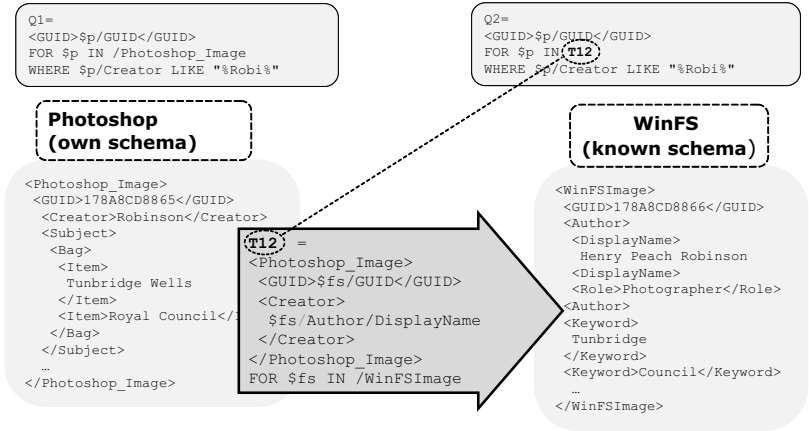 Q1=
<GUID>$p/GUID</GUID>
FOR $p IN /Photoshop_Image
WHERE $p/Creator LIKE "%Robi%"
Q2=
<GUID>$p/GUID</GUID>
FOR $p IN T12
WHERE $p/Creator LIKE "%Robi%"
Photoshop
(own schema)
WinFS
(known schema)
<Photoshop_Image>
<GUID>178A8CD8865</GUID>
<Creator>Robinson</Creator>
<Subject>
<Bag>
<Item>
Tunbridge Wells
</Item>
<Item>Royal Council</
</Bag>
</Subject>
…
</Photoshop_Image>
T12 =
<Photoshop_Image>
<GUID>$fs/GUID</GUID>
<Creator>
$fs/Author/DisplayName
</Creator>
</Photoshop_Image>
FOR $fs IN /WinFSImage
<WinFSImage>
<GUID>178A8CD8866</GUID>
<Author>
<DisplayName>
Henry Peach Robinson
<DisplayName>
<Role>Photographer</Role>
<Author>
<Keyword>
Tunbridge
</Keyword>
<Keyword>Council</Keyword>
…
</WinFSImage>